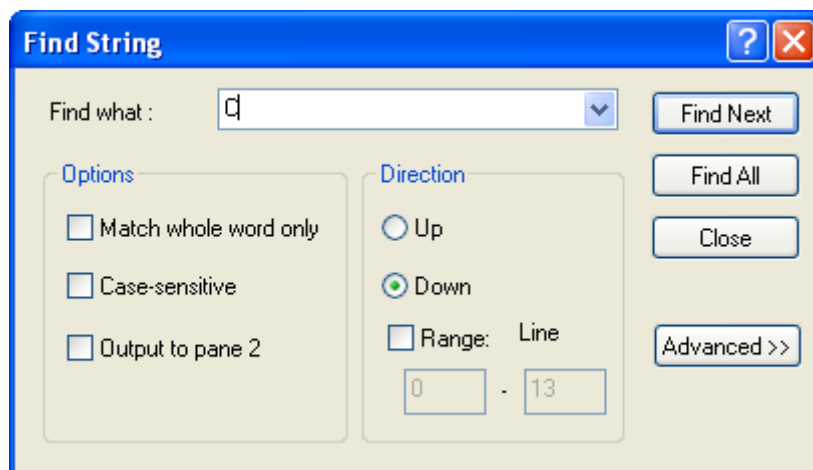 Find String
Find what :
C
Find Next
Options
Direction
Find All
Match whole word only
Up
Close
Case-sensitive
Down
Output to pane 2
Range: Line
Advanced >>
0 - 13